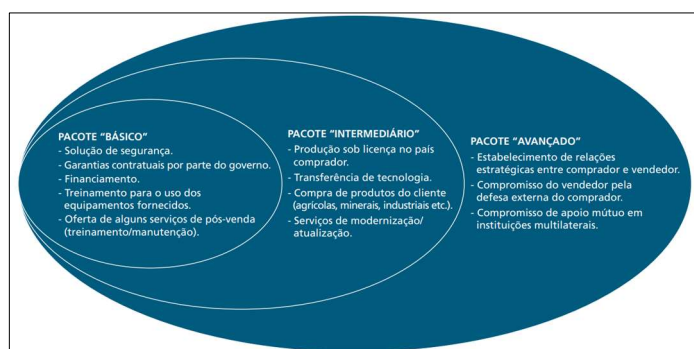 PACOTE “BÁSICO”
- Solução de segurança.
- Garantias contratuais por parte do governo.
- Financiamento.
- Treinamento para o uso dos
equipamentos fornecidos.
- Oferta de alguns serviços de pós-venda
(treinamento/manutenção).
PACOTE “INTERMEDIÁRIO”
- Produção sob licença no país
comprador.
- Transferência de tecnologia.
- Compra de produtos do cliente
(agrícolas, minerais, industriais etc.).
- Serviços de modernização/
atualização.
PACOTE “AVANÇADO”
- Estabelecimento de relações
estratégicas entre comprador e vendedor.
- Compromisso do vendedor pela
defesa externa do comprador.
- Compromisso de apoio mútuo em
instituições multilaterais.